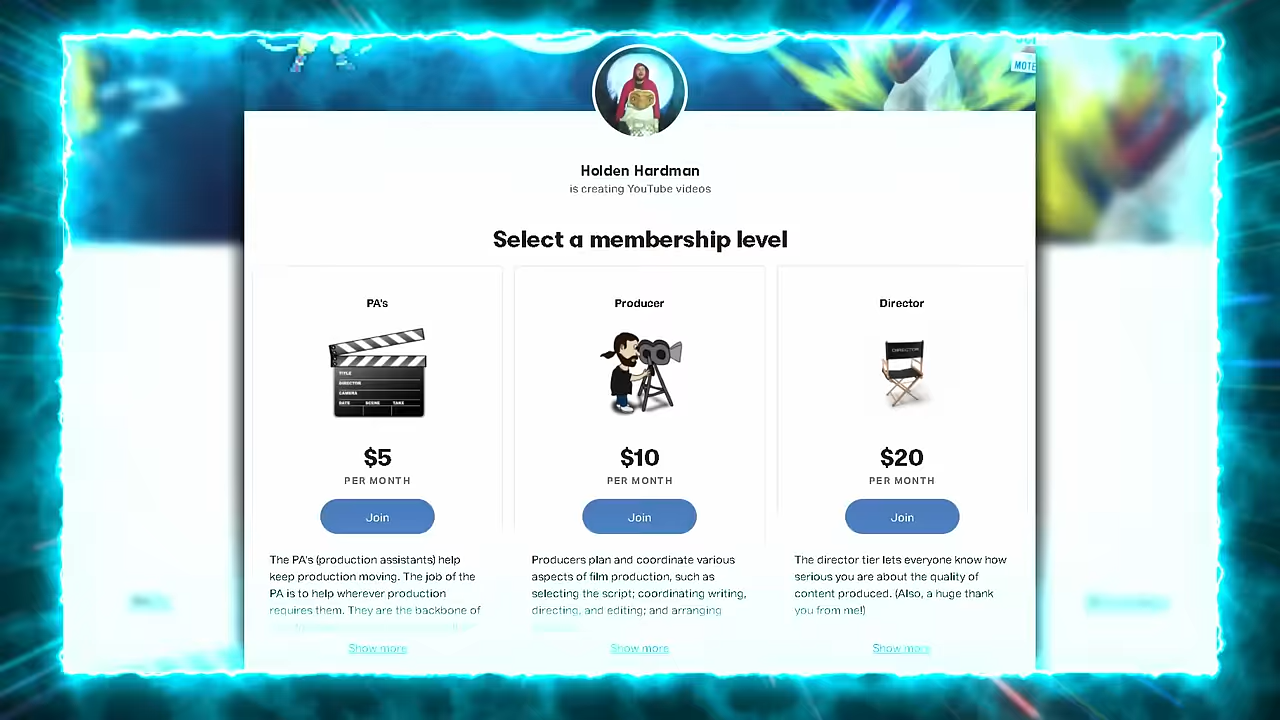 MOTE
Holden Hardman
is creating YouTube videos
Select a membership level
PA's
Producer
Director
TITLE
DIRECTOR
CAMERA
DATE SCENE TAKE
DIRECTOR
$5
PER MONTH
Join
$10
PER MONTH
Join
$20
PER MONTH
Join
The PA's (production assistants) help
keep production moving. The job of the
PA is to help wherever production
requires them. They are the backbone of
Show more
Producers plan and coordinate various
aspects of film production, such as
selecting the script; coordinating writing,
directing, and editing; and arranging
Show more
The director tier lets everyone know how
serious you are about the quality of
content produced. (Also, a huge thank
you from me!)
Show more